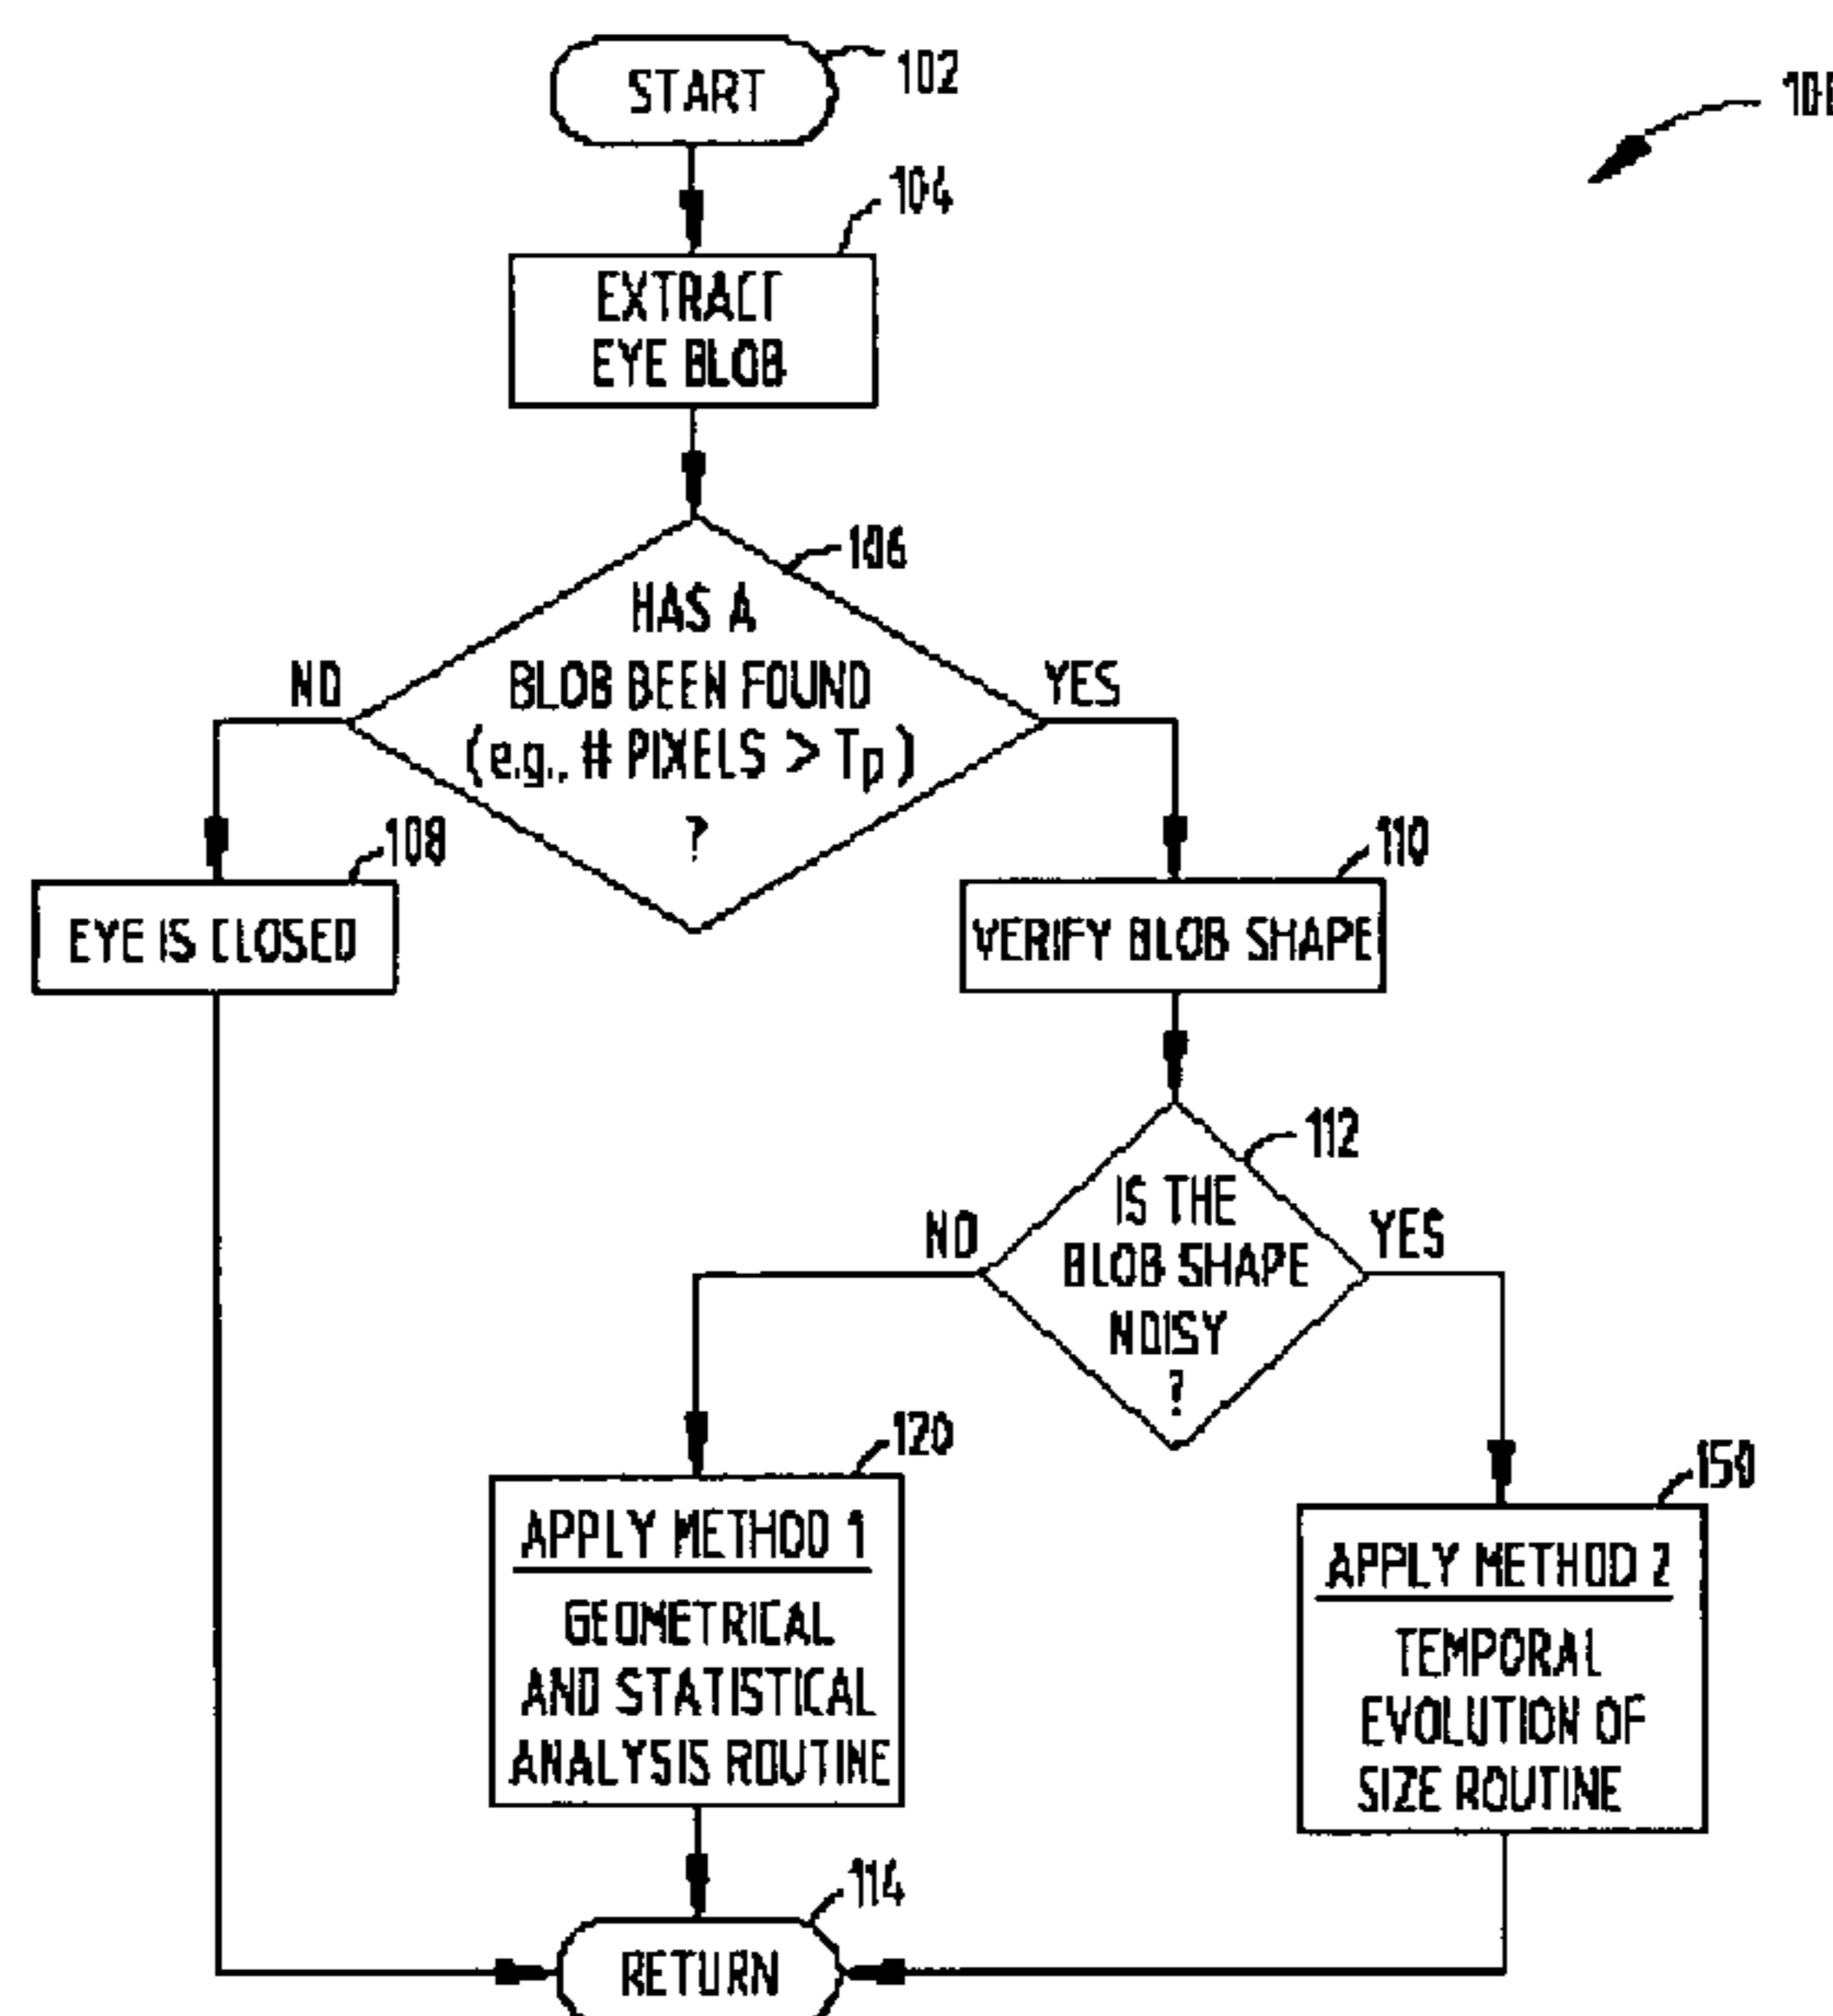 START
102
104
EXTRACT
EYE BLOB
106
HAS A
BLOB BEEN FOUND
(e.g., # PIXELS > Tp)
?
NO
YES
108
EYE IS CLOSED
110
VERIFY BLOB SHAPE
112
IS THE
BLOB SHAPE
NOISY
?
NO
YES
120
APPLY METHOD 1
GEOMETRICAL
AND STATISTICAL
ANALYSIS ROUTINE
150
APPLY METHOD 2
TEMPORAL
EVOLUTION OF
SIZE ROUTINE
114
RETURN